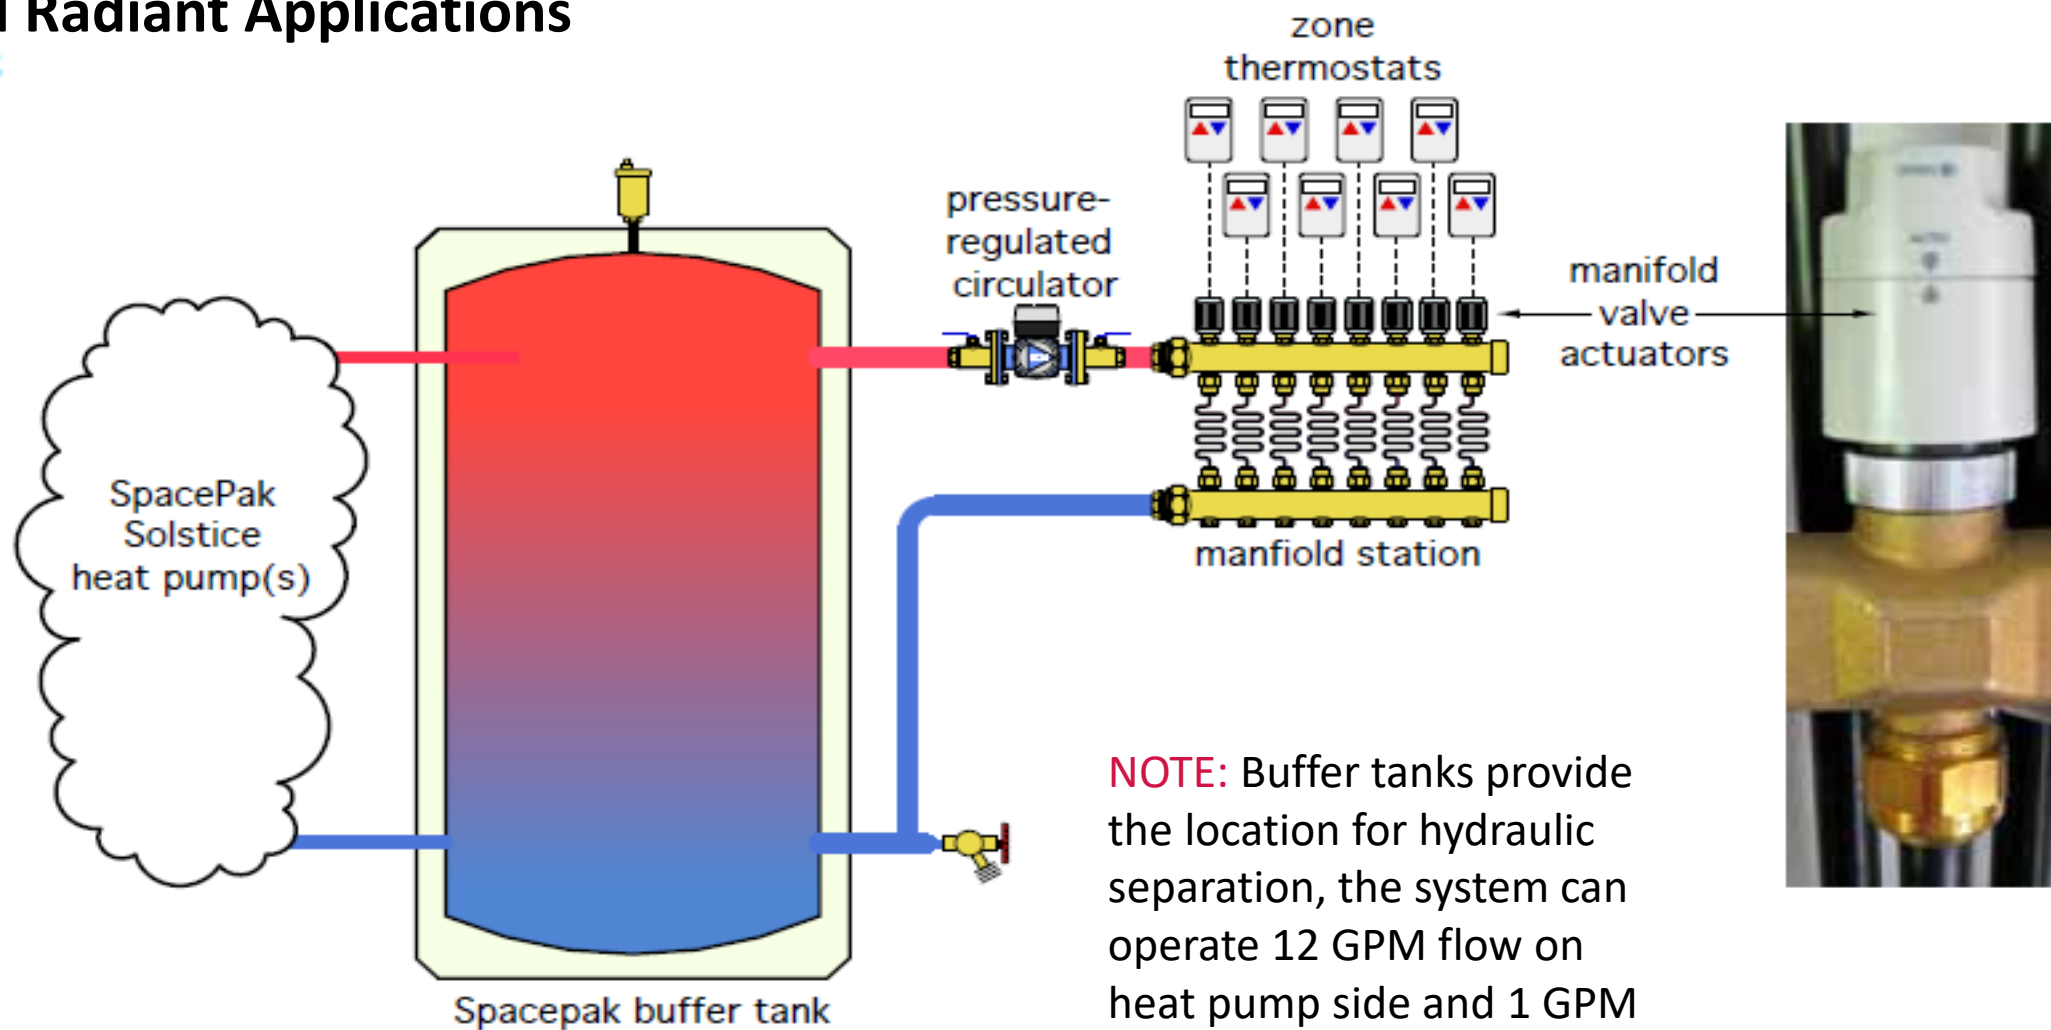 Radiant Applications
zone
thermostats
pressure-
regulated
circulator
manifold
valve
actuators
SpacePak
Solstice
heat pump(s)
manfiold station
NOTE: Buffer tanks provide
the location for hydraulic
separation, the system can
operate 12 GPM flow on
heat pump side and 1 GPM
Spacepak buffer tank